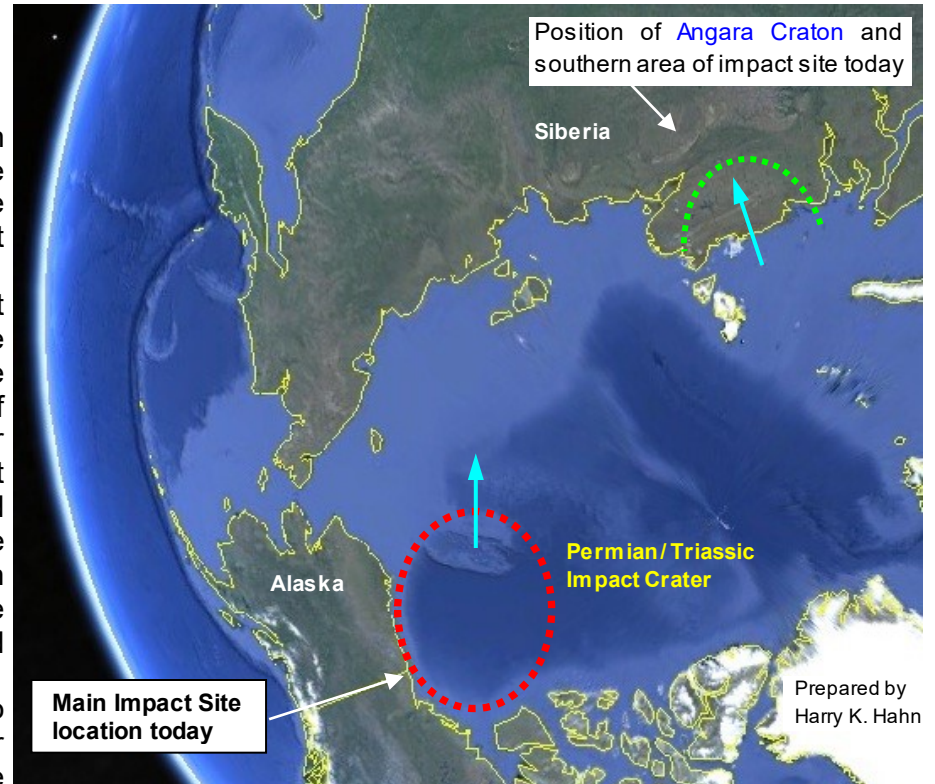 Position of Angara Craton and
southern area of impact site today
Siberia
Permian/Triassic
Impact Crater
Alaska
Main Impact Site
location today
Prepared by
Harry K. Hahn